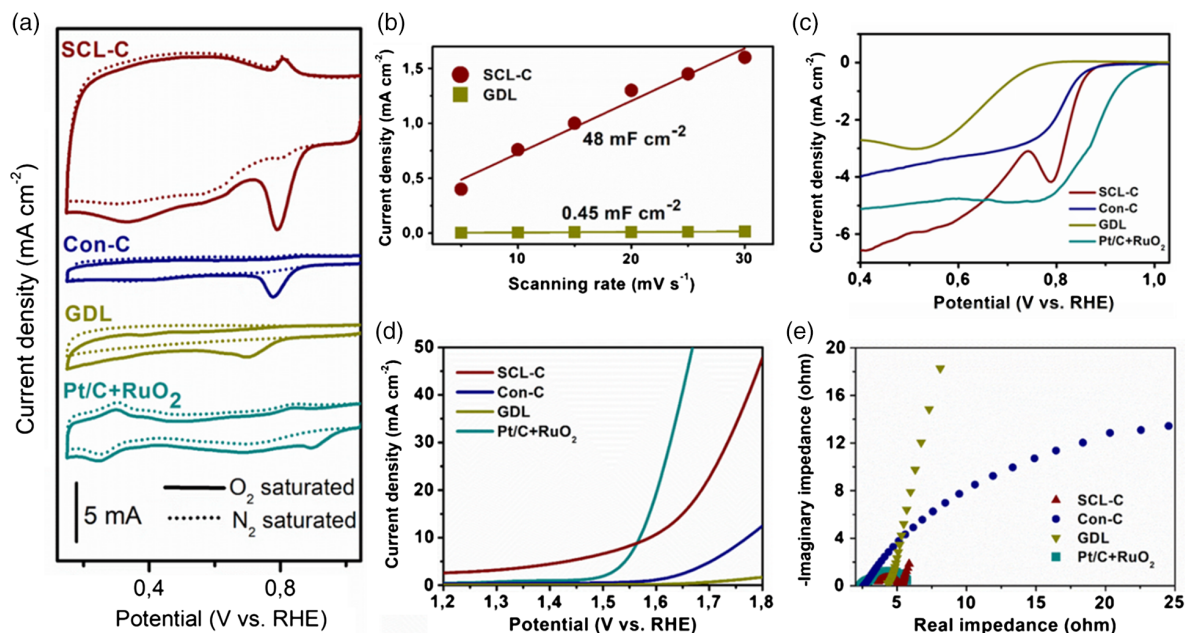 (a)
SCL-C
Con-C
GDL
Pt/C+RuO2
5 mA
O2 saturated
N2 saturated
0.4 0.8
Potential (V vs. RHE)
Current density (mA cm-2)
(b)
SCL-C
GDL
48 mF cm-2
0.45 mF cm-2
1,5
1,0
0,5
0,0
5 10 15 20 25 30
Scanning rate (mV s-1)
Current density (mA cm-2)
(c)
0
-2
-4
-6
SCL-C
Con-C
GDL
Pt/C+RuO2
0,4 0,6 0,8 1,0
Potential (V vs. RHE)
Current density (mA cm-2)
(d)
50
40
30
20
10
0
SCL-C
Con-C
GDL
Pt/C+RuO2
1,2 1,3 1,4 1,5 1,6 1,7 1,8
Potential (V vs. RHE)
Current density (mA cm-2)
(e)
20
16
12
8
4
0
SCL-C
Con-C
GDL
Pt/C+RuO2
5 10 15 20 25
Real impedance (ohm)
-Imaginary impedance (ohm)